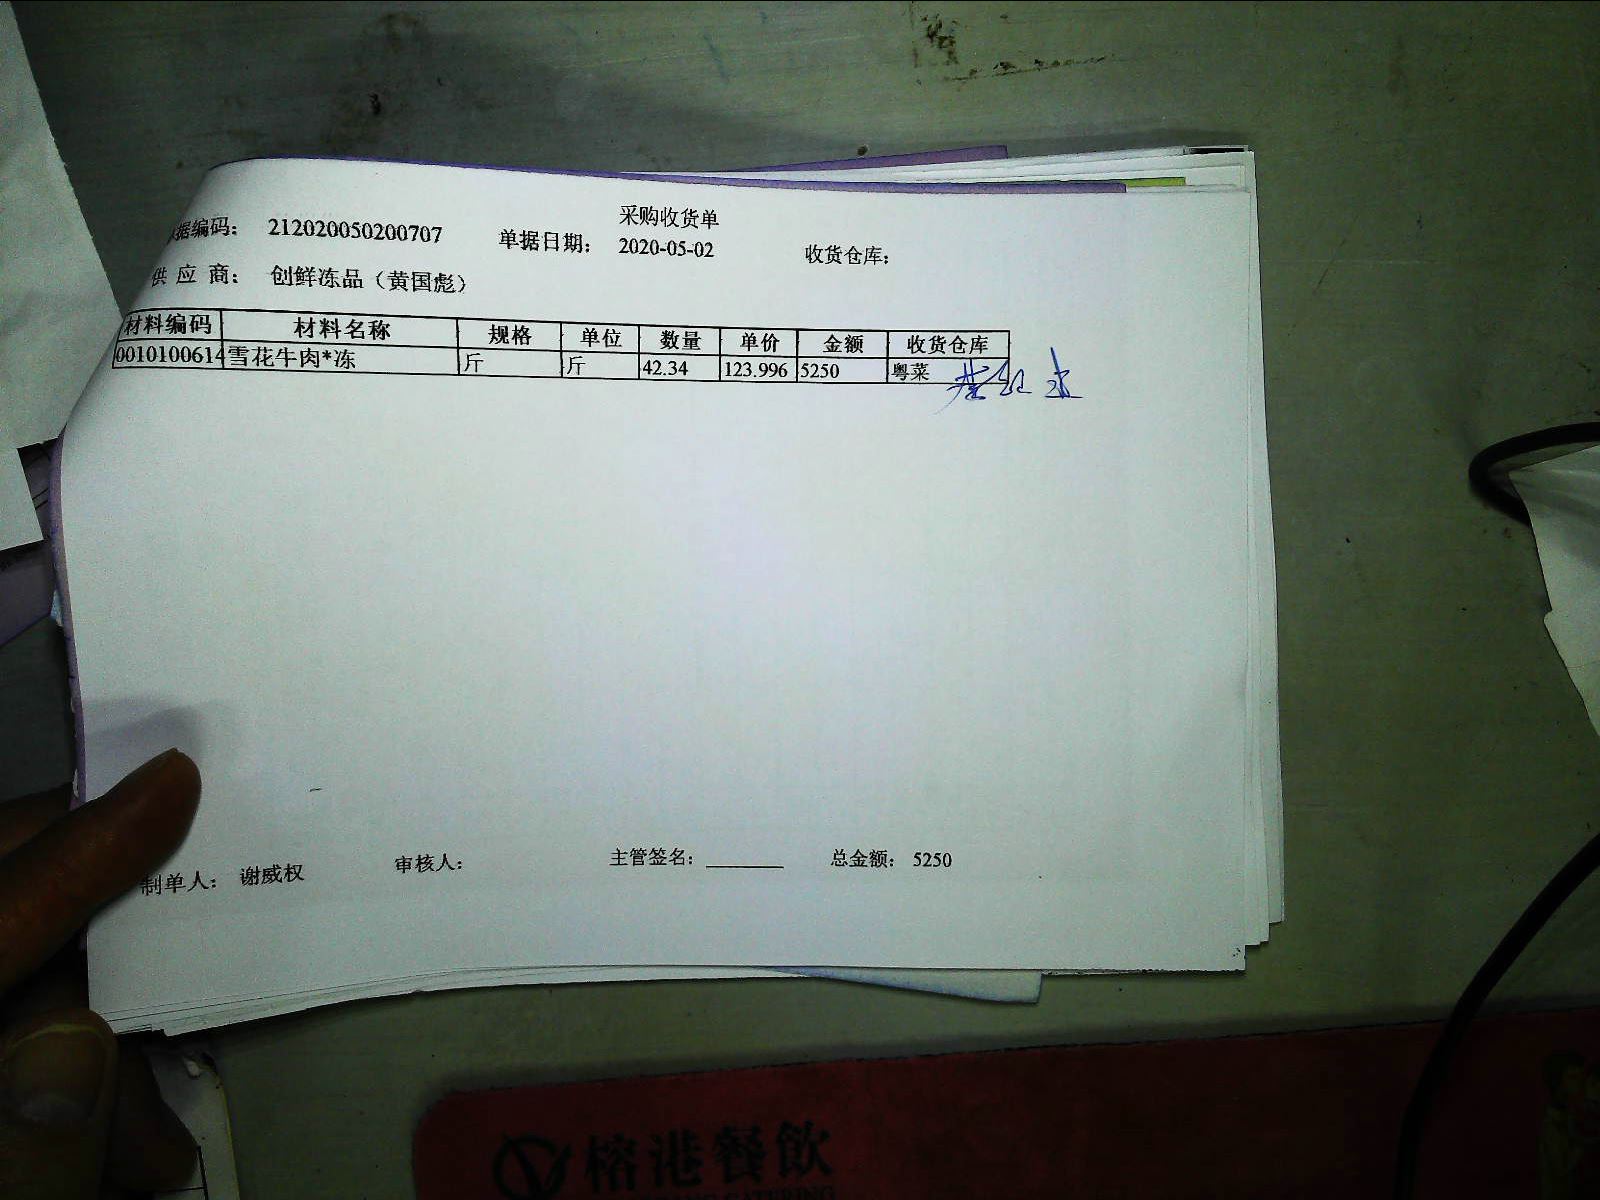 采购收货单
单据编码： 212020050200707 单据日期： 2020-05-02 收货仓库：
供 应 商： 创鲜冻品（黄国彪）
材料编码 材料名称 规格 单位 数量 单价 金额 收货仓库
0010100614 雪花牛肉*冻 斤 斤 42.34 123.996 5250 粤菜
制单人： 谢威权 审核人： 主管签名： ________ 总金额： 5250
榕港餐飲